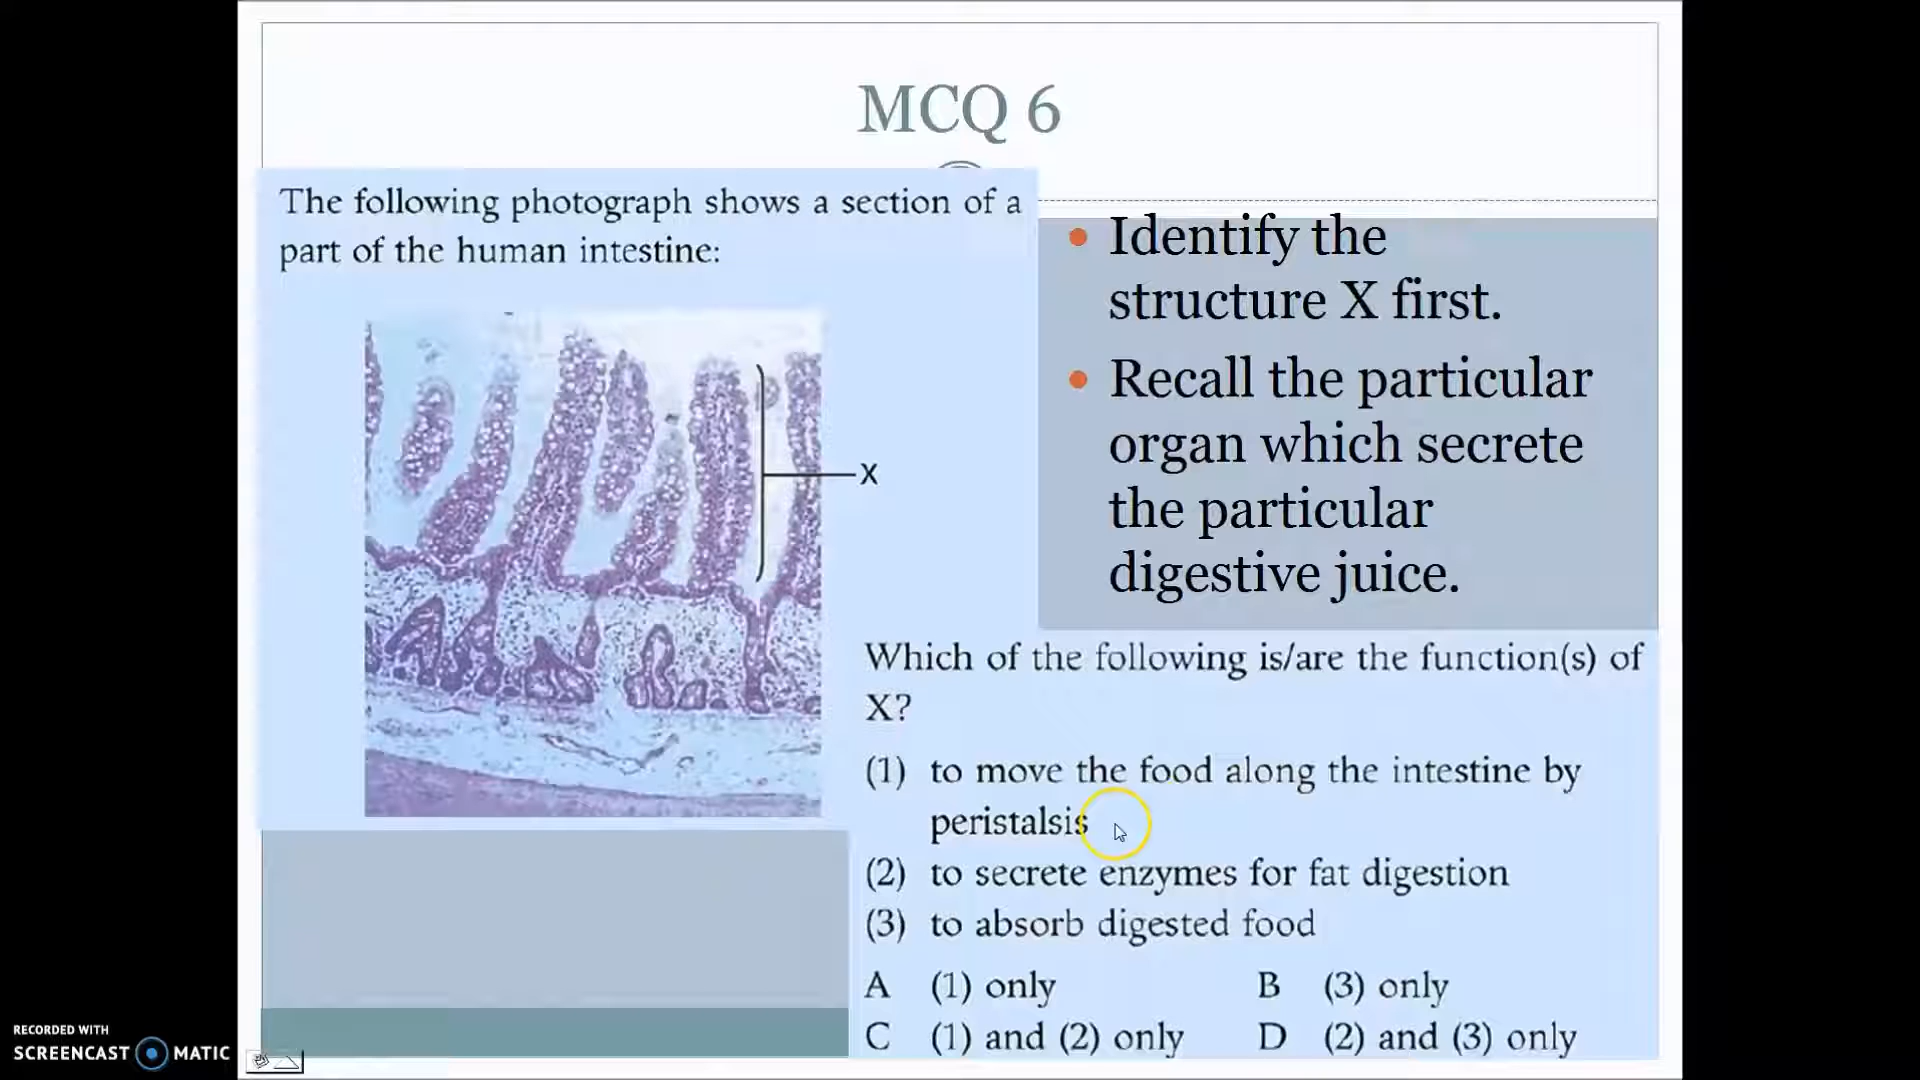 MCQ 6
The following photograph shows a section of a
part of the human intestine:
X
• Identify the
structure X first.
• Recall the particular
organ which secrete
the particular
digestive juice.
Which of the following is/are the function(s) of
X?
(1) to move the food along the intestine by
peristalsis
(2) to secrete enzymes for fat digestion
(3) to absorb digested food
A (1) only B (3) only
C (1) and (2) only D (2) and (3) only
RECORDED WITH
SCREENCAST MATIC